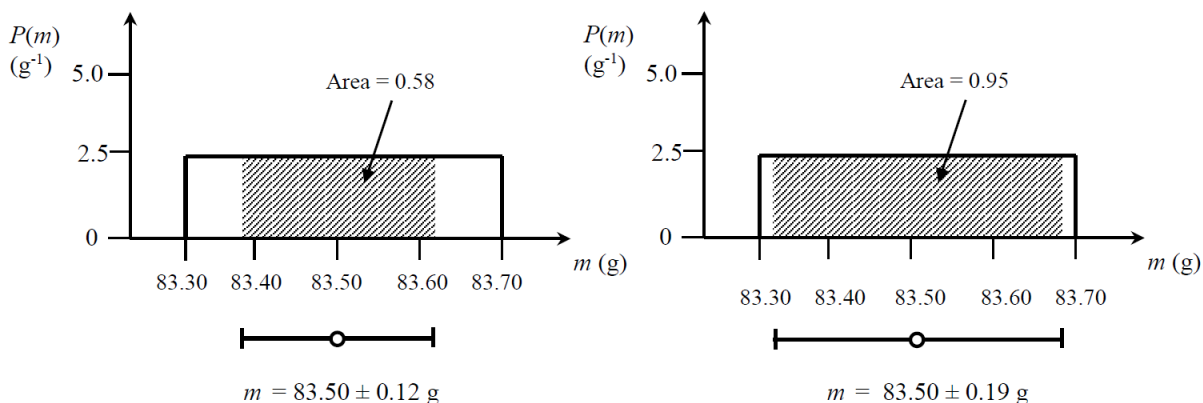 P(m)
(g⁻¹)
5.0
2.5
0
Area = 0.58
83.30 83.40 83.50 83.60 83.70
m (g)
m = 83.50 ± 0.12 g
P(m)
(g⁻¹)
5.0
2.5
0
Area = 0.95
83.30 83.40 83.50 83.60 83.70
m (g)
m = 83.50 ± 0.19 g